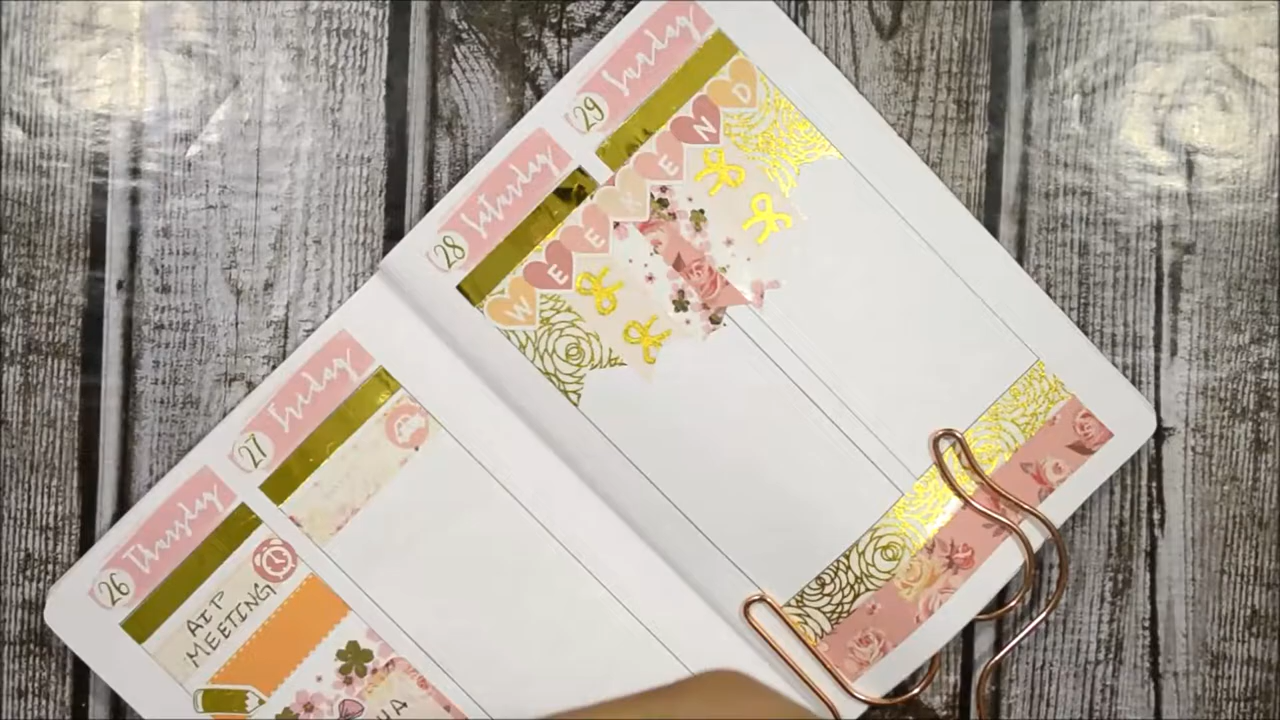 26 Thursday
AIP
MEETING
27 Friday
28 Saturday
29 Sunday
WEEKEND